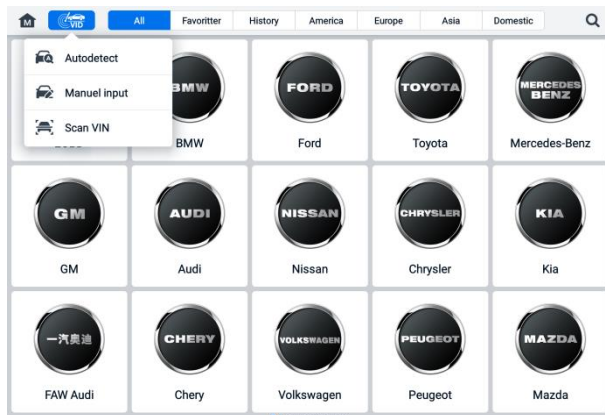 M VID All Favoritter History America Europe Asia Domestic
Autodetect
Manuel input
Scan VIN
BMW FORD TOYOTA MERCEDES BENZ
BMW Ford Toyota Mercedes-Benz
GM AUDI NISSAN CHRYSLER KIA
GM Audi Nissan Chrysler Kia
一汽奥迪 CHERY VOLKSWAGEN PEUGEOT MAZDA
FAW Audi Chery Volkswagen Peugeot Mazda